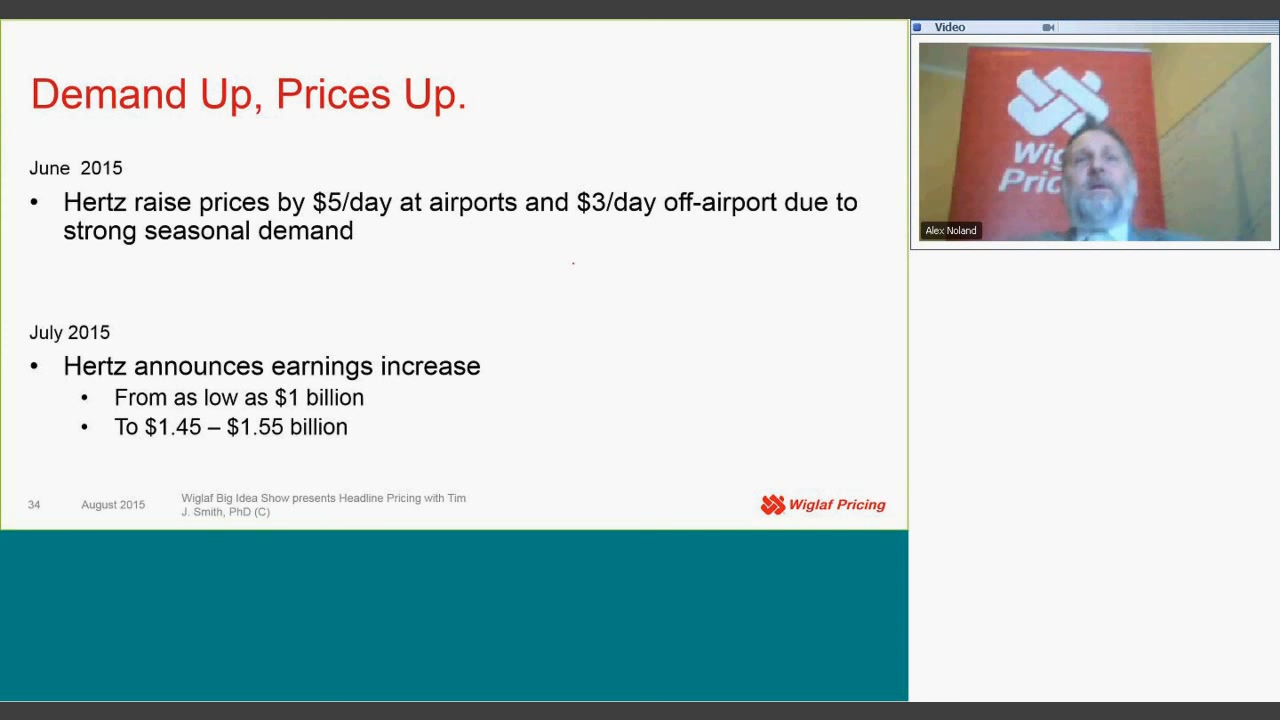 Demand Up, Prices Up.
June 2015
• Hertz raise prices by $5/day at airports and $3/day off-airport due to
strong seasonal demand
July 2015
• Hertz announces earnings increase
• From as low as $1 billion
• To $1.45 – $1.55 billion
34
August 2015
Wiglaf Big Idea Show presents Headline Pricing with Tim
J. Smith, PhD (C)
Wiglaf Pricing
Video
Wig
Pric
Alex Noland